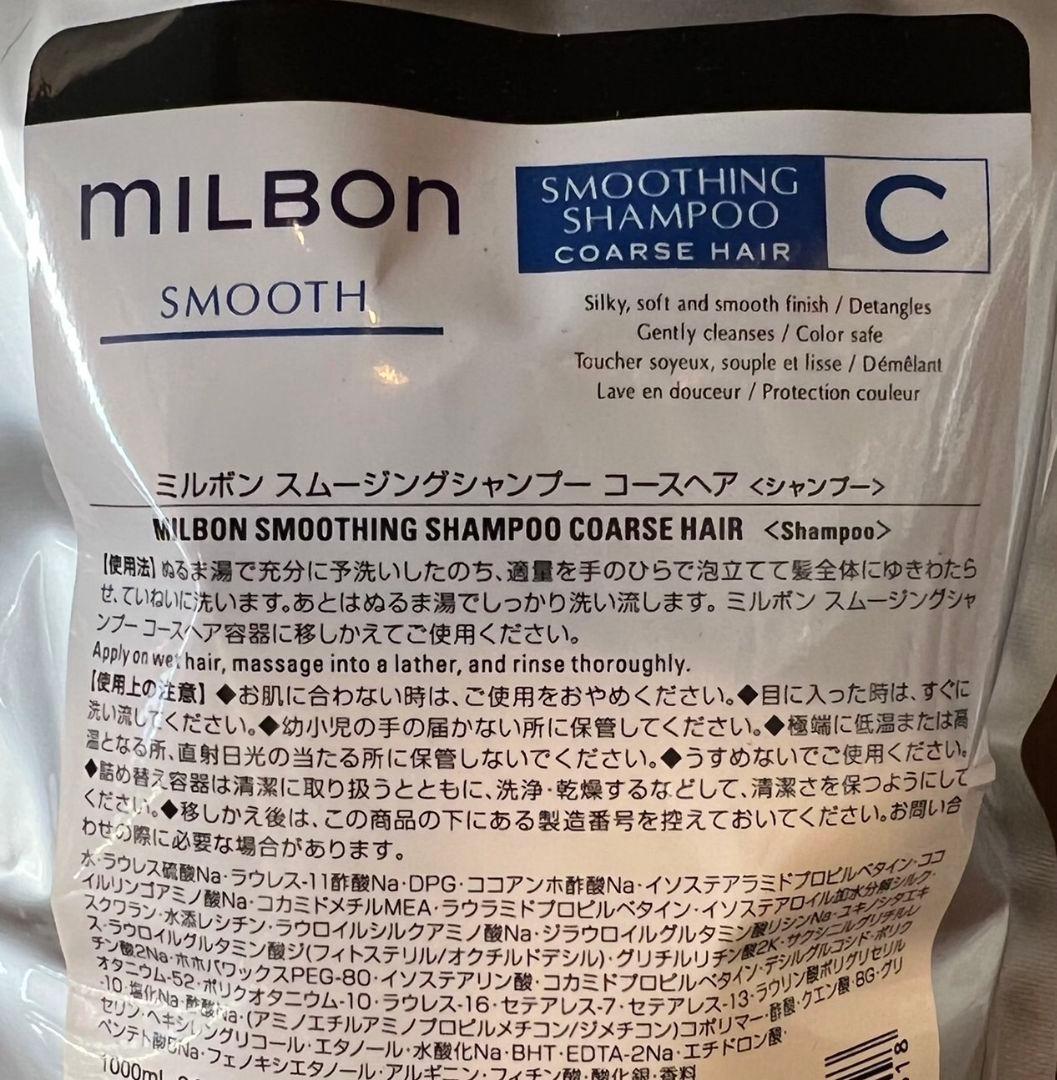 MILBON
SMOOTH
SMOOTHING
SHAMPOO
COARSE HAIR
C
Silky, soft and smooth finish / Detangles
Gently cleanses / Color safe
Toucher soyeux, souple et lisse / Démêlant
Lave en douceur / Protection couleur
ミルボン スムージングシャンプー コースヘア <シャンプー>
MILBON SMOOTHING SHAMPOO COARSE HAIR <Shampoo>
【使用法】ぬるま湯で充分に予洗いしたのち、適量を手のひらで泡立てて髪全体にゆきわたら
せ、ていねいに洗います。あとはぬるま湯でしっかり洗い流します。ミルボン スムージングシャ
ンプー コースヘア容器に移しかえてご使用ください。
Apply on wet hair, massage into a lather, and rinse thoroughly.
【使用上の注意】◆お肌に合わない時は、ご使用をおやめください。◆目に入った時は、すぐに
洗い流してください。◆幼小児の手の届かない所に保管してください。◆極端に低温または高
温となる所、直射日光の当たる所に保管しないでください。◆うすめないでご使用ください。
◆詰め替え容器は清潔に取り扱うとともに、洗浄・乾燥するなどして、清潔さを保つようにして
ください。◆移しかえ後は、この商品の下にある製造番号を控えておいてください。お問い合
わせの際に必要な場合があります。
水・ラウレス硫酸Na・ラウレス-11酢酸Na・DPG・ココアンホ酢酸Na・イソステアラミドプロピルベタイン・ココ
イルリンゴアミノ酸Na・コカミドメチルMEA・ラウラミドプロピルベタイン・イソステアロイル加水分解シルク・
スクワラン・水添レシチン・ラウロイルシルクアミノ酸Na・ジラウロイルグルタミン酸リシンNa・ユキノシタエキ
ス・ラウロイルグルタミン酸ジ(フィトステリル/オクチルドデシル)・グリチルリチン酸2K・サクシニルグリチルレ
チン酸2Na・ホホバワックスPEG-80・イソステアリン酸・コカミドプロピルベタイン・デシルグルコシド・ポリク
オタニウム-52・ポリクオタニウム-10・ラウレス-16・セテアレス-7・セテアレス-13・ラウリン酸ポリグリセリル
-10・塩化Na・酢酸Na・(アミノエチルアミノプロピルメチコン/ジメチコン)コポリマー・酢酸・クエン酸・BG・グリ
セリン・ヘキシレングリコール・エタノール・水酸化Na・BHT・EDTA-2Na・エチドロン酸・
ペンテト酸5Na・フェノキシエタノール・アルギニン・フィチン酸・酸化銀・香料
1000mL